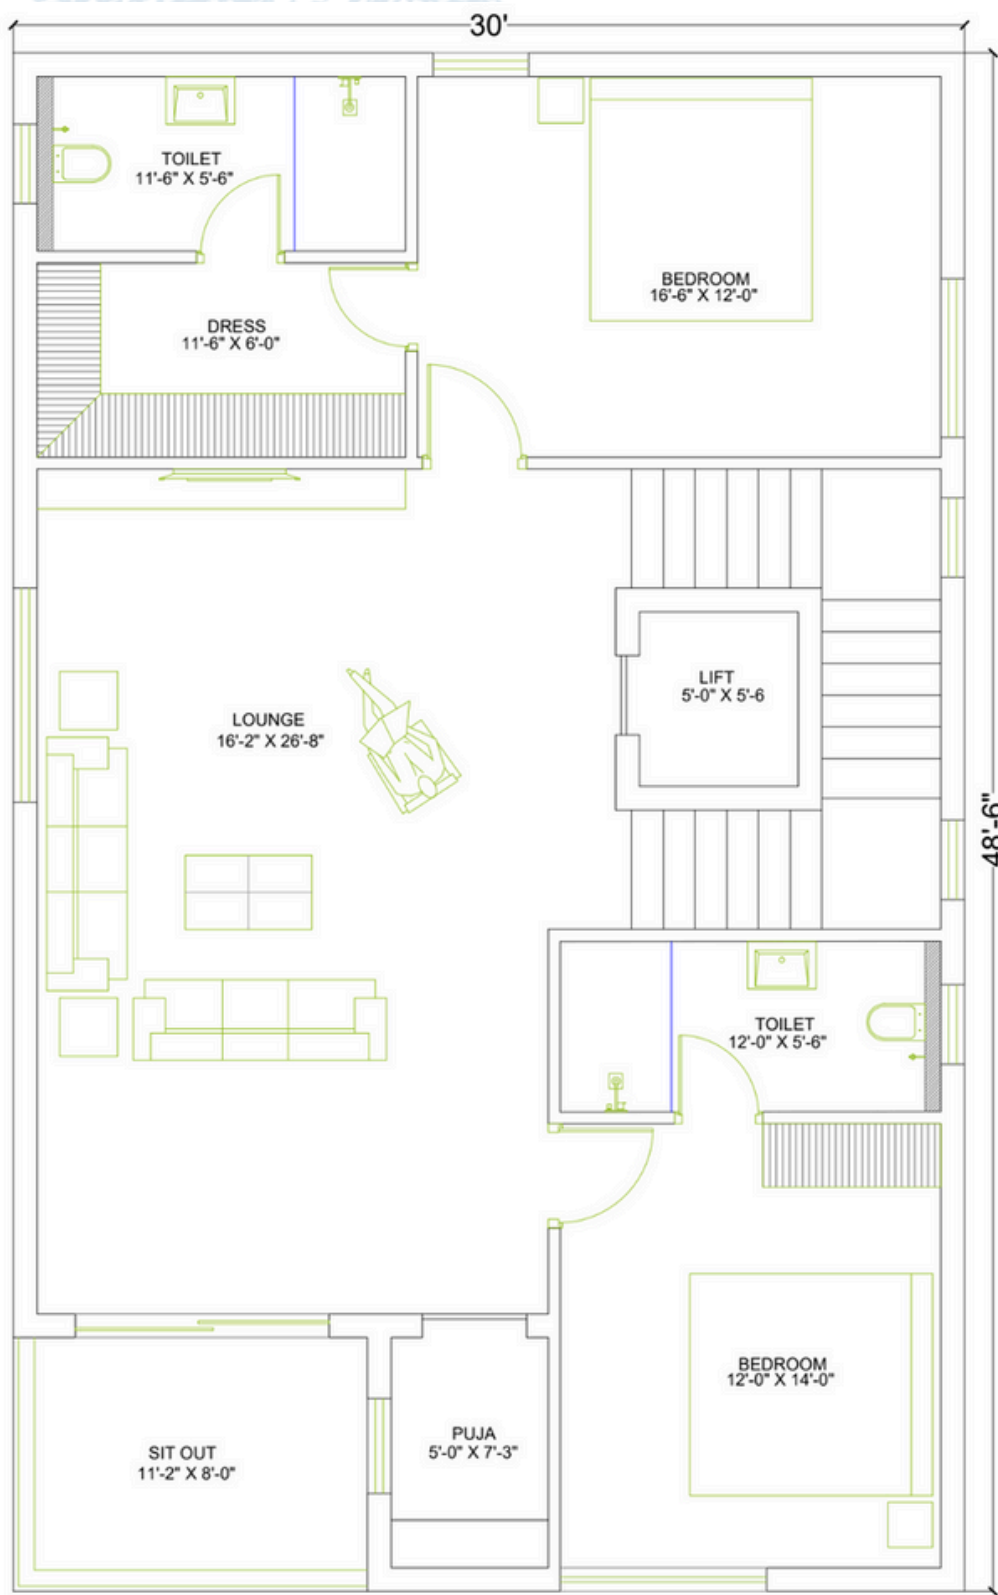 30'
TOILET
11'-6" X 5'-6"
BEDROOM
16'-6" X 12'-0"
DRESS
11'-6" X 6'-0"
LIFT
5'-0" X 5'-6
LOUNGE
16'-2" X 26'-8"
48'-6"
TOILET
12'-0" X 5'-6"
BEDROOM
12'-0" X 14'-0"
PUJA
5'-0" X 7'-3"
SIT OUT
11'-2" X 8'-0"